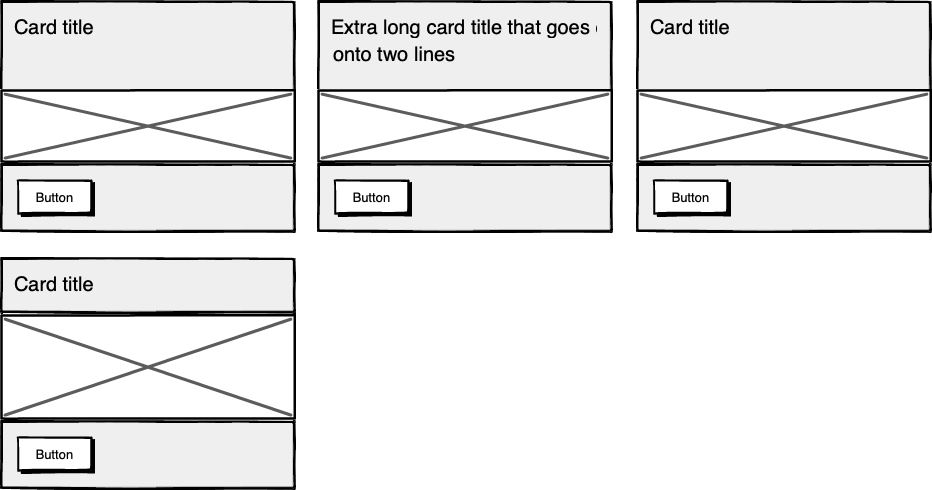 Card title
Extra long card title that goes
onto two lines
Card title
Button
Button
Button
Card title
Button